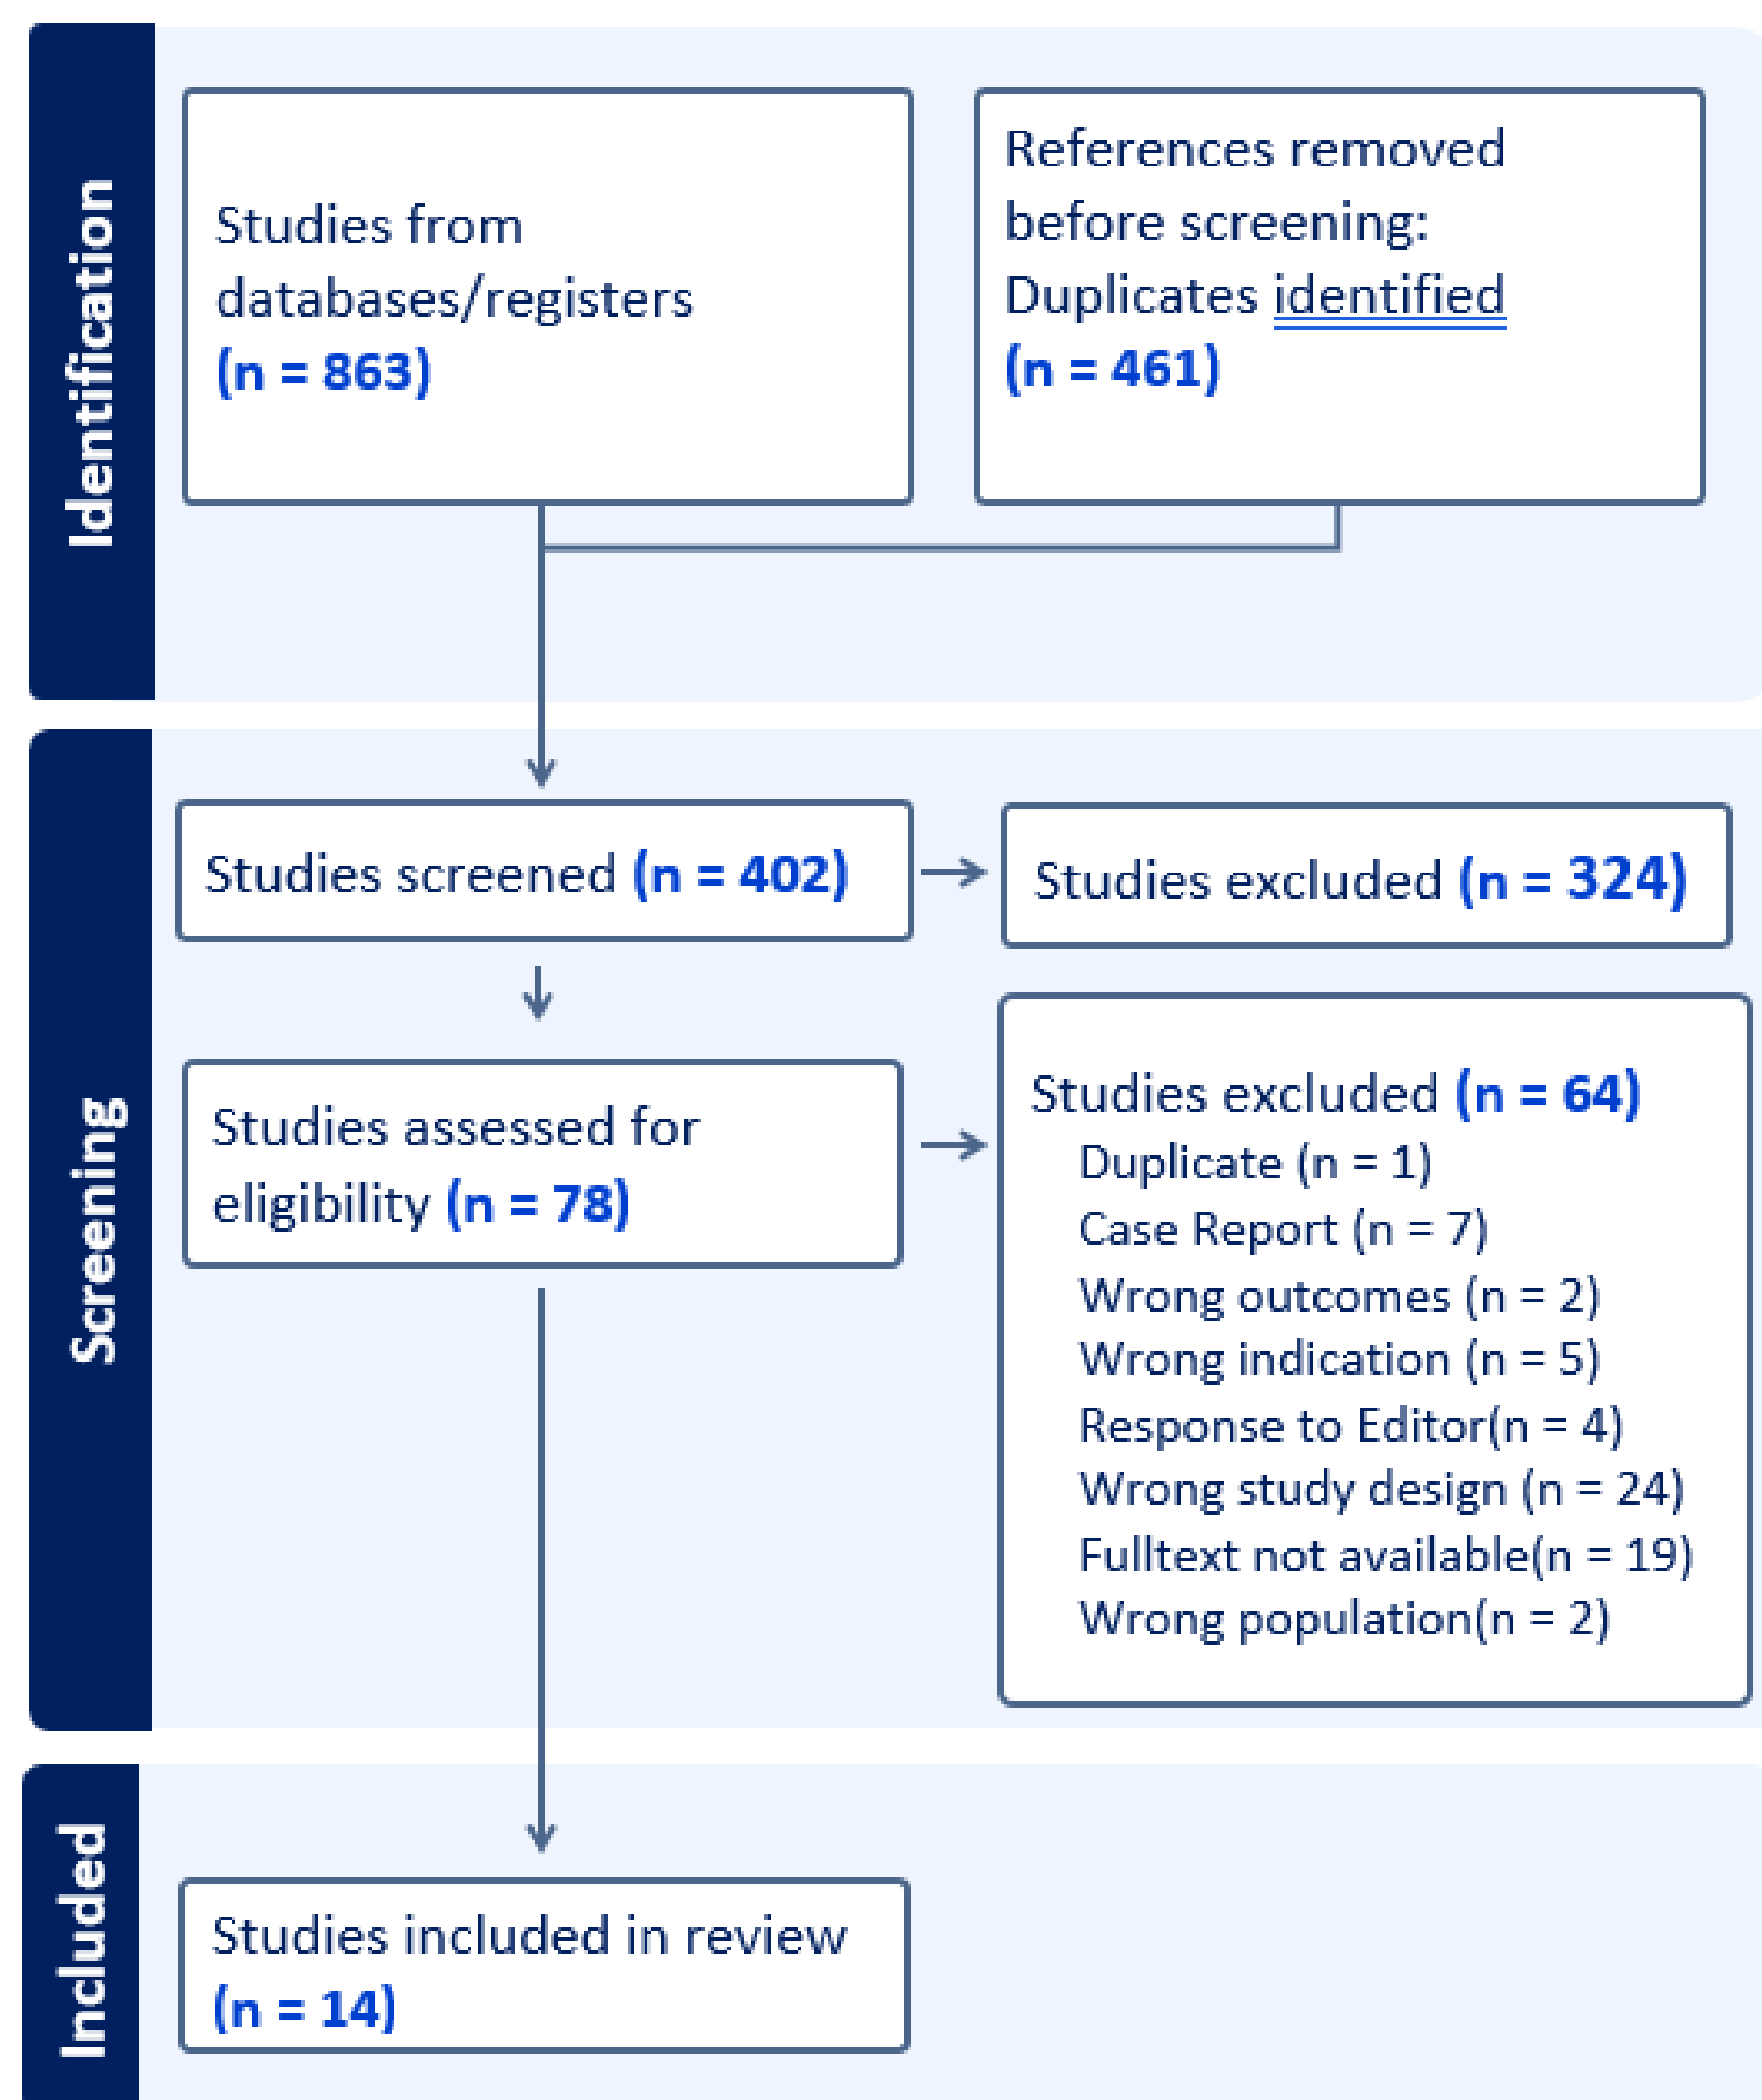 Identification
Studies from
databases/registers
(n = 863)
References removed
before screening:
Duplicates identified
(n = 461)
Screening
Studies screened (n = 402)
Studies excluded (n = 324)
Studies assessed for
eligibility (n = 78)
Studies excluded (n = 64)
Duplicate (n = 1)
Case Report (n = 7)
Wrong outcomes (n = 2)
Wrong indication (n = 5)
Response to Editor(n = 4)
Wrong study design (n = 24)
Fulltext not available(n = 19)
Wrong population(n = 2)
Included
Studies included in review
(n = 14)